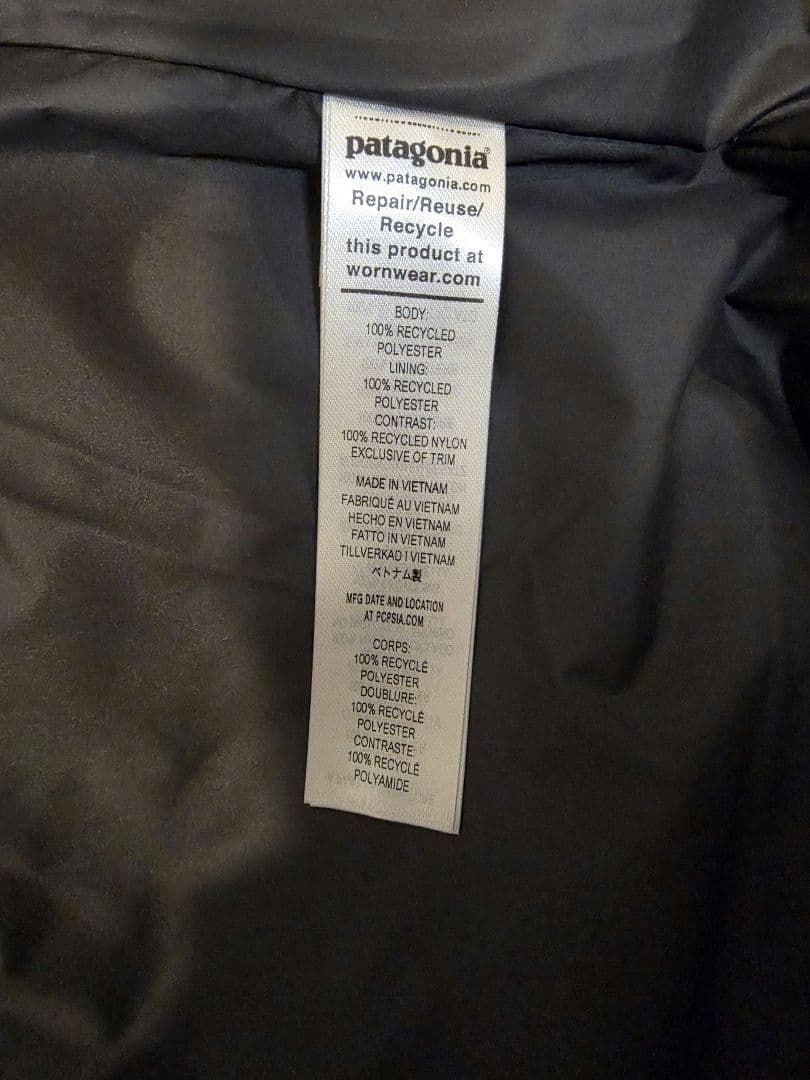 patagonia®
www.patagonia.com
Repair/Reuse/
Recycle
this product at
wornwear.com
BODY:
100% RECYCLED
POLYESTER
LINING:
100% RECYCLED
POLYESTER
CONTRAST:
100% RECYCLED NYLON
EXCLUSIVE OF TRIM
MADE IN VIETNAM
FABRIQUÉ AU VIETNAM
HECHO EN VIETNAM
FATTO IN VIETNAM
TILLVERKAD I VIETNAM
ベトナム製
MFG DATE AND LOCATION
AT PCPSIA.COM
CORPS:
100% RECYCLÉ
POLYESTER
DOUBLURE:
100% RECYCLÉ
POLYESTER
CONTRASTE:
100% RECYCLÉ
POLYAMIDE